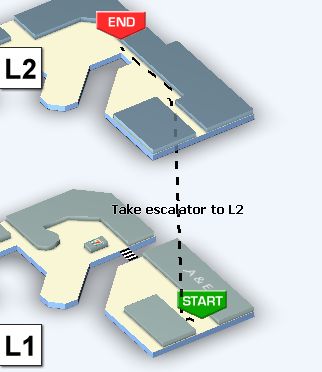 END
L2
Take escalator to L2
A & E
START
L1